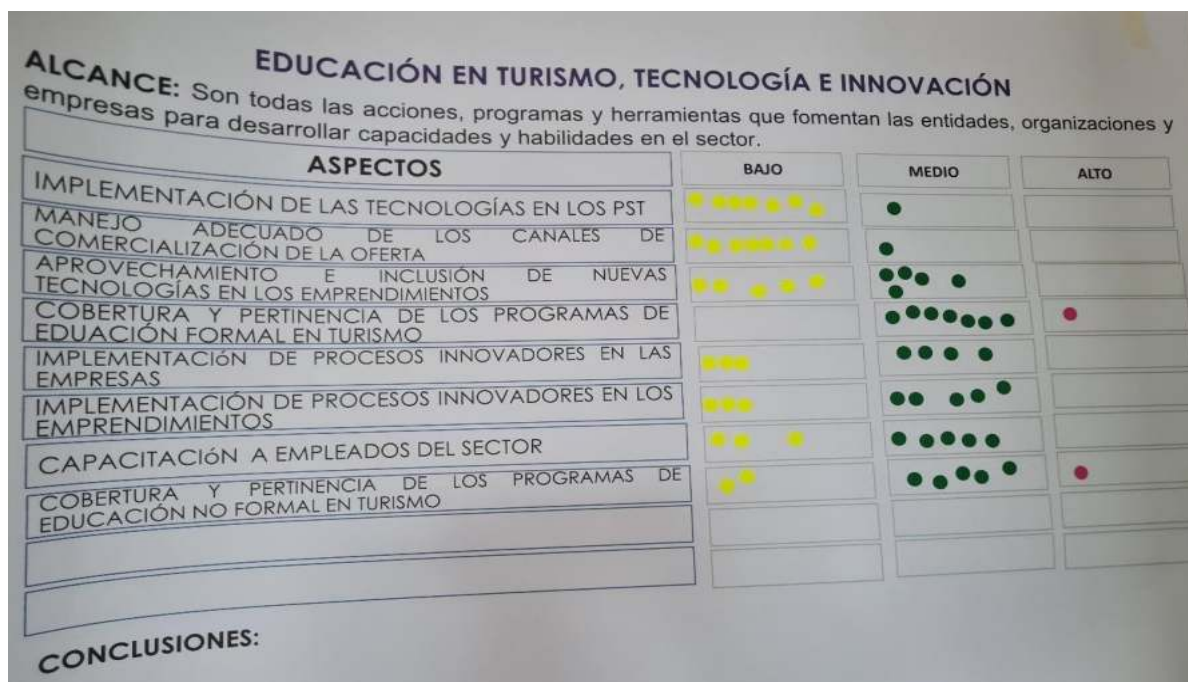 EDUCACIÓN EN TURISMO, TECNOLOGÍA E INNOVACIÓN
ALCANCE: Son todas las acciones, programas y herramientas que fomentan las entidades, organizaciones y
empresas para desarrollar capacidades y habilidades en el sector.
ASPECTOS BAJO MEDIO ALTO
IMPLEMENTACIÓN DE LAS TECNOLOGÍAS EN LOS PST
MANEJO ADECUADO DE LOS CANALES DE
COMERCIALIZACIÓN DE LA OFERTA
APROVECHAMIENTO E INCLUSIÓN DE NUEVAS
TECNOLOGÍAS EN LOS EMPRENDIMIENTOS
COBERTURA Y PERTINENCIA DE LOS PROGRAMAS DE
EDUACIÓN FORMAL EN TURISMO
IMPLEMENTACIóN DE PROCESOS INNOVADORES EN LAS
EMPRESAS
IMPLEMENTACIÓN DE PROCESOS INNOVADORES EN LOS
EMPRENDIMIENTOS
CAPACITACIóN A EMPLEADOS DEL SECTOR
COBERTURA Y PERTINENCIA DE LOS PROGRAMAS DE
EDUCACIÓN NO FORMAL EN TURISMO
CONCLUSIONES: